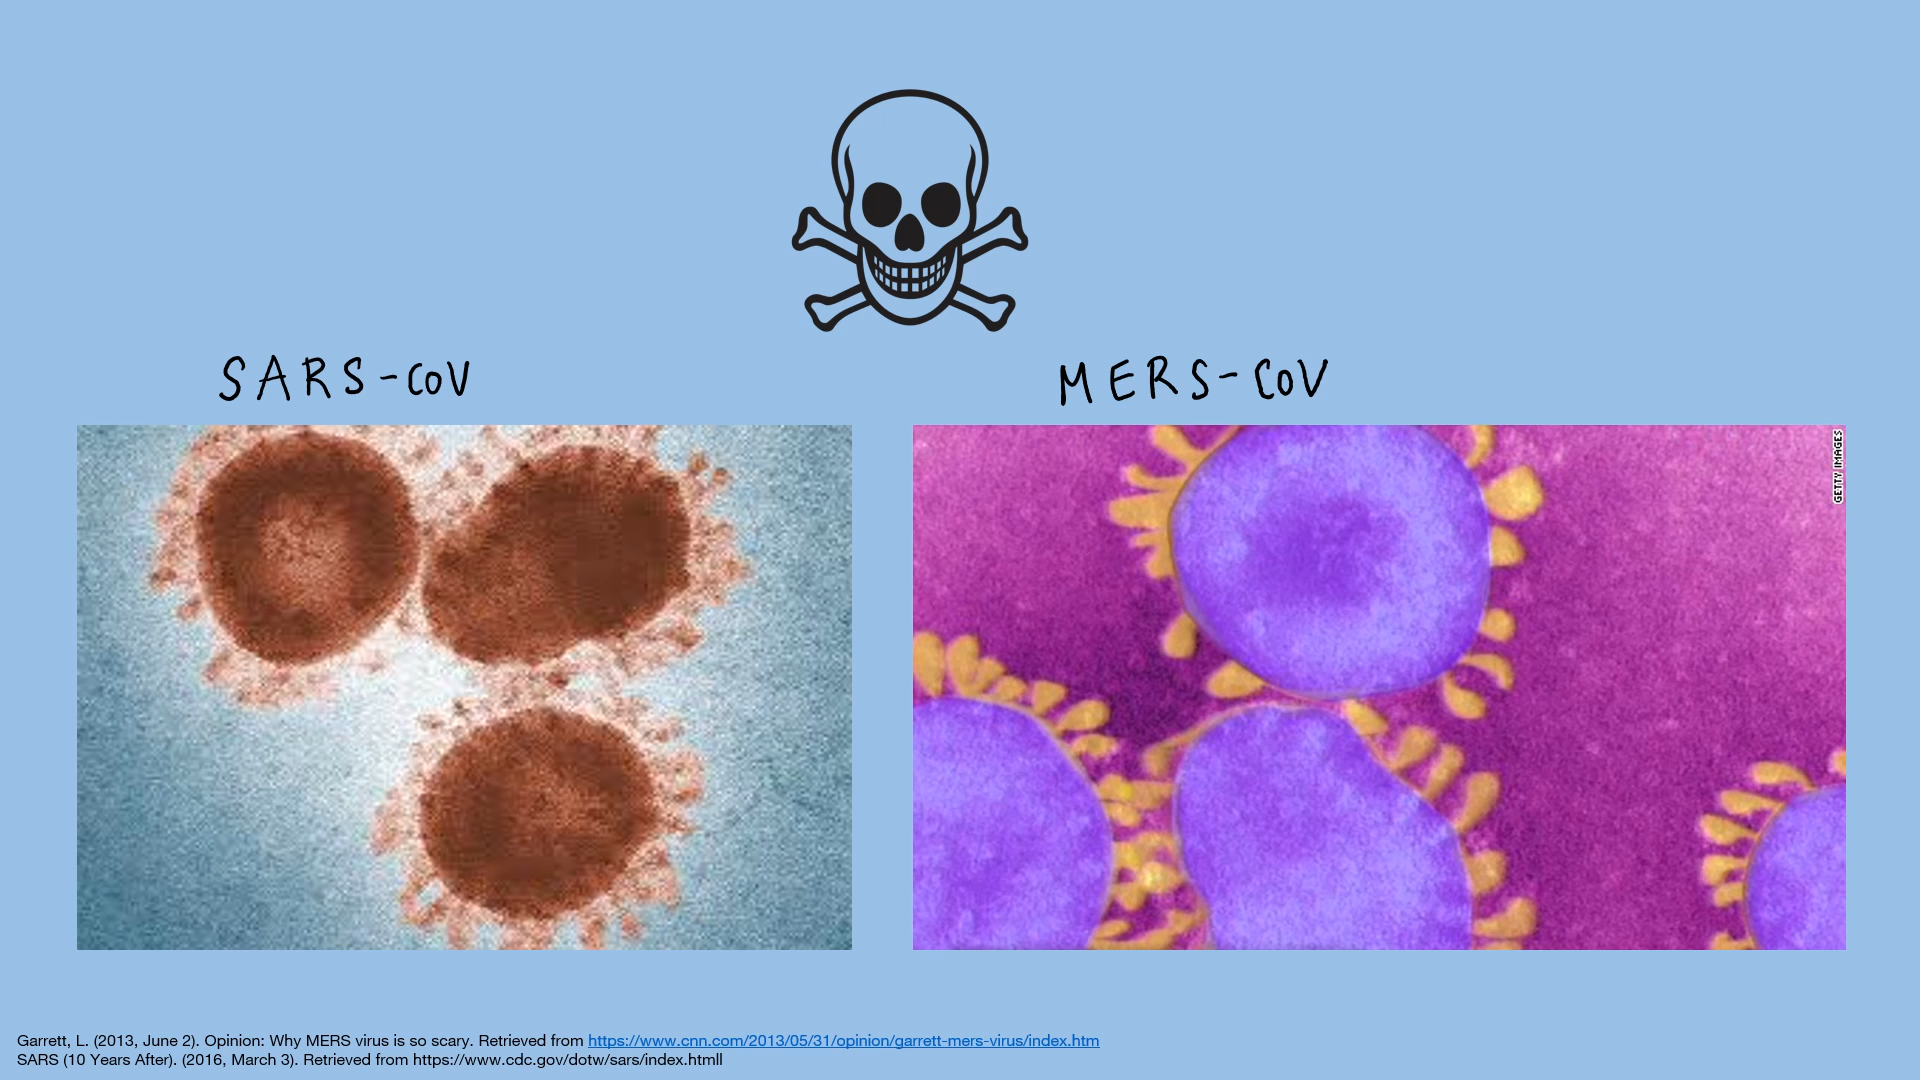 SARS-CoV
MERS-CoV
GETTY IMAGES
Garrett, L. (2013, June 2). Opinion: Why MERS virus is so scary. Retrieved from https://www.cnn.com/2013/05/31/opinion/garrett-mers-virus/index.htm
SARS (10 Years After). (2016, March 3). Retrieved from https://www.cdc.gov/dotw/sars/index.htmll